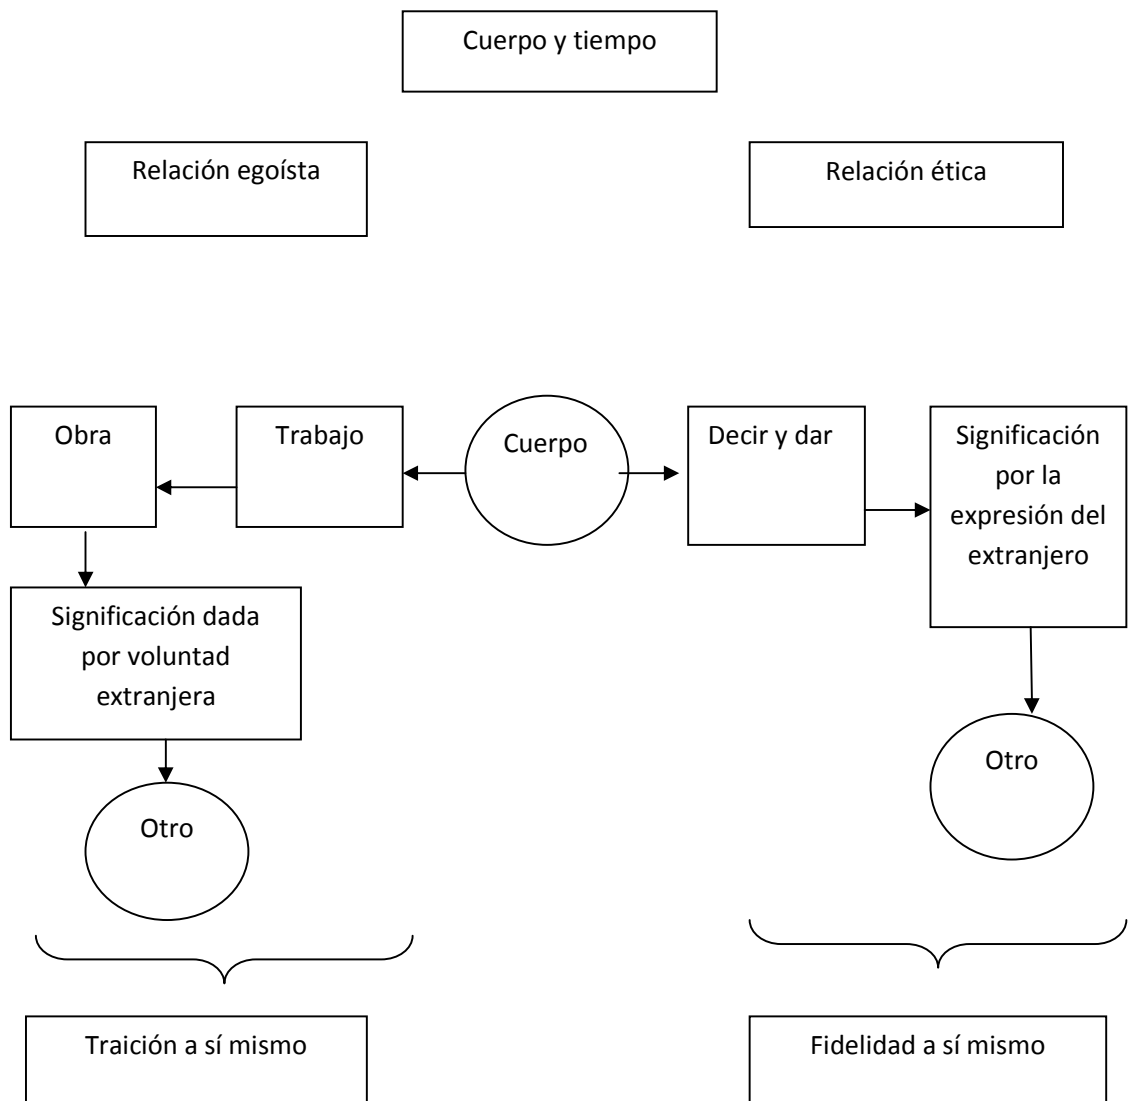 Cuerpo y tiempo
Relación egoísta
Relación ética
Obra
Trabajo
Cuerpo
Decir y dar
Significación
por la
expresión del
extranjero
Significación dada
por voluntad
extranjera
Otro
Otro
Traición a sí mismo
Fidelidad a sí mismo